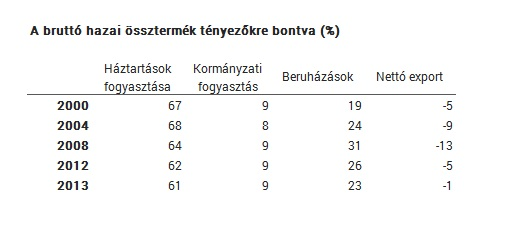 A bruttó hazai össztermék tényezőkre bontva (%)
Háztartások fogyasztása Kormányzati fogyasztás Beruházások Nettó export
2000 67 9 19 -5
2004 68 8 24 -9
2008 64 9 31 -13
2012 62 9 26 -5
2013 61 9 23 -1